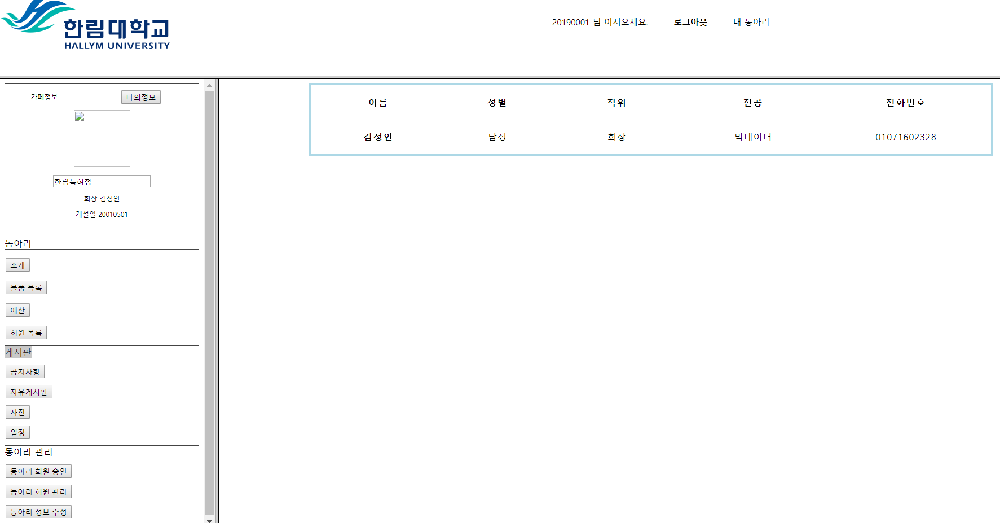 한림대학교
HALLYM UNIVERSITY
20190001 님 어서오세요. 로그아웃 내 동아리
카페정보 나의정보
한림특허청
회장 김정인
개설일 20010501
동아리
소개
물품 목록
예산
회원 목록
게시판
공지사항
자유게시판
사진
일정
동아리 관리
동아리 회원 승인
동아리 회원 관리
동아리 정보 수정
이름 성별 직위 전공 전화번호
김정인 남성 회장 빅데이터 01071602328